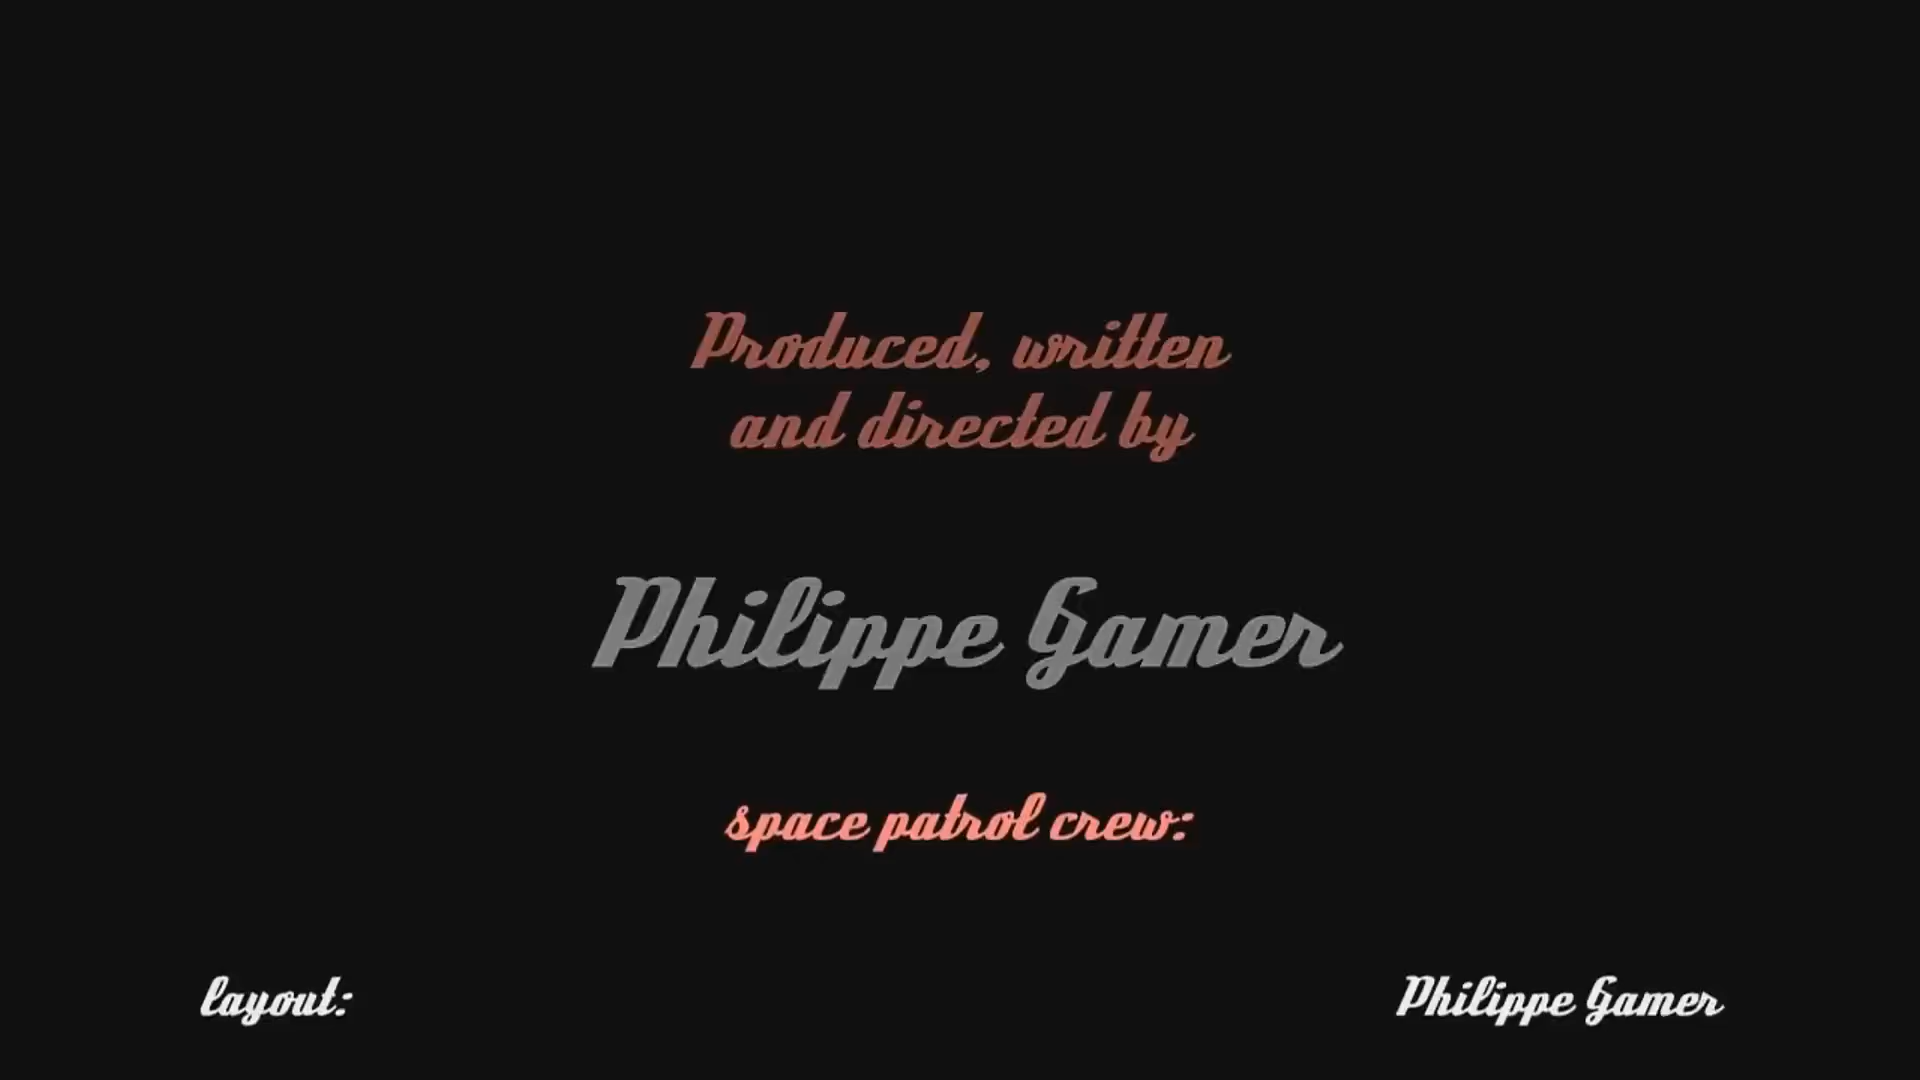 Produced, written
and directed by
Philippe Gamer
space patrol crew:
layout: Philippe Gamer